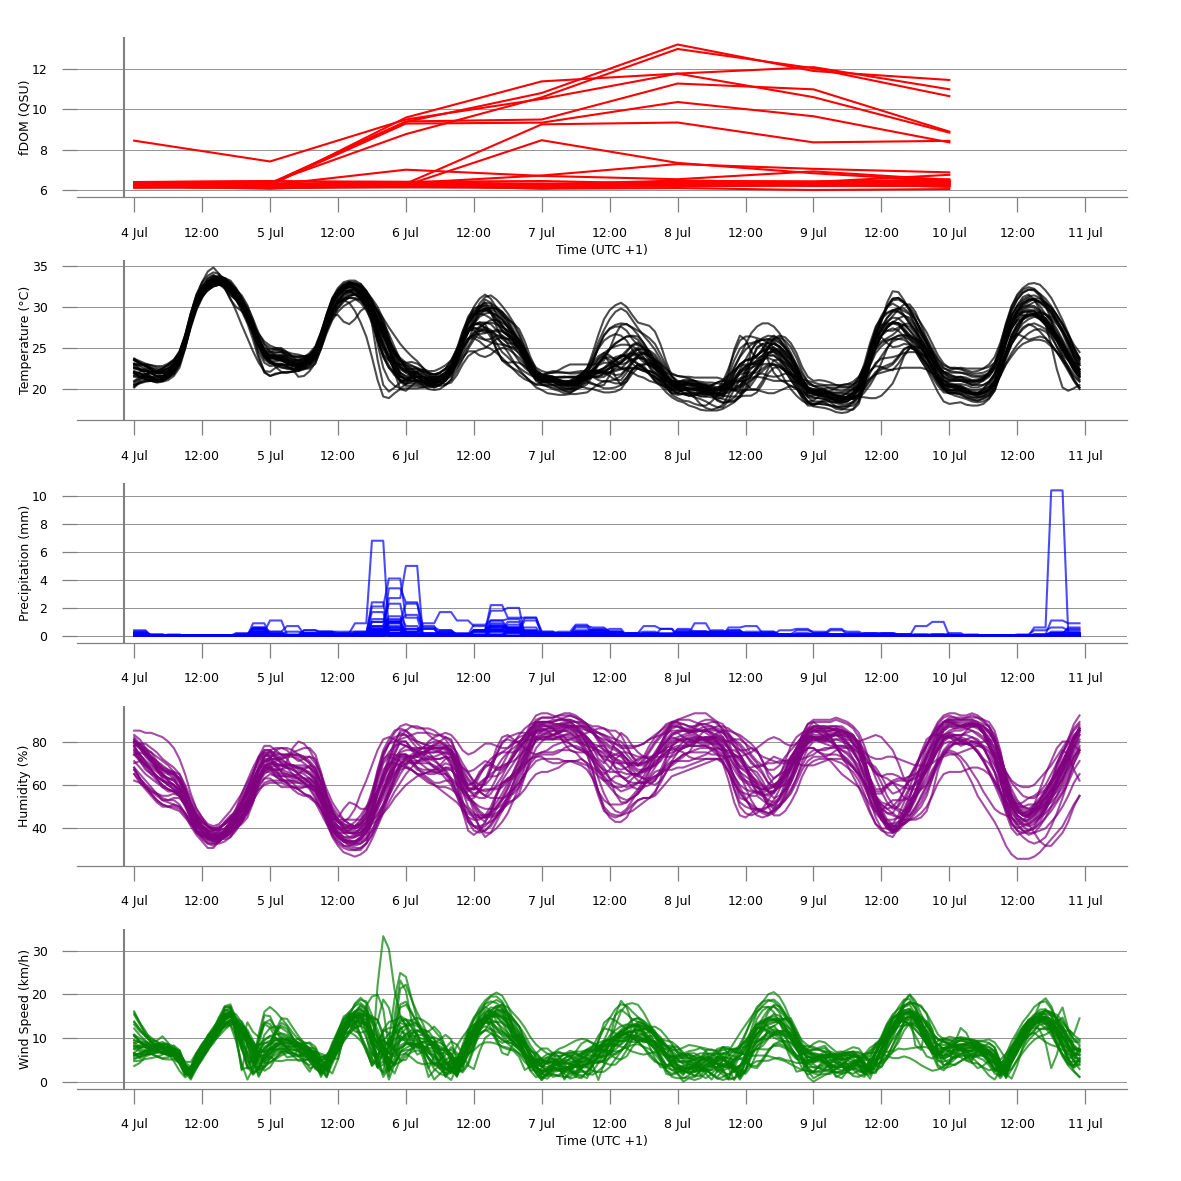 12
10
8
6
fDOM (QSU)
4 Jul 12:00 5 Jul 12:00 6 Jul 12:00 7 Jul 12:00 8 Jul 12:00 9 Jul 12:00 10 Jul 12:00 11 Jul
Time (UTC +1)
35
30
25
20
Temperature (°C)
4 Jul 12:00 5 Jul 12:00 6 Jul 12:00 7 Jul 12:00 8 Jul 12:00 9 Jul 12:00 10 Jul 12:00 11 Jul
10
8
6
4
2
0
Precipitation (mm)
4 Jul 12:00 5 Jul 12:00 6 Jul 12:00 7 Jul 12:00 8 Jul 12:00 9 Jul 12:00 10 Jul 12:00 11 Jul
80
60
40
Humidity (%)
4 Jul 12:00 5 Jul 12:00 6 Jul 12:00 7 Jul 12:00 8 Jul 12:00 9 Jul 12:00 10 Jul 12:00 11 Jul
30
20
10
0
Wind Speed (km/h)
4 Jul 12:00 5 Jul 12:00 6 Jul 12:00 7 Jul 12:00 8 Jul 12:00 9 Jul 12:00 10 Jul 12:00 11 Jul
Time (UTC +1)